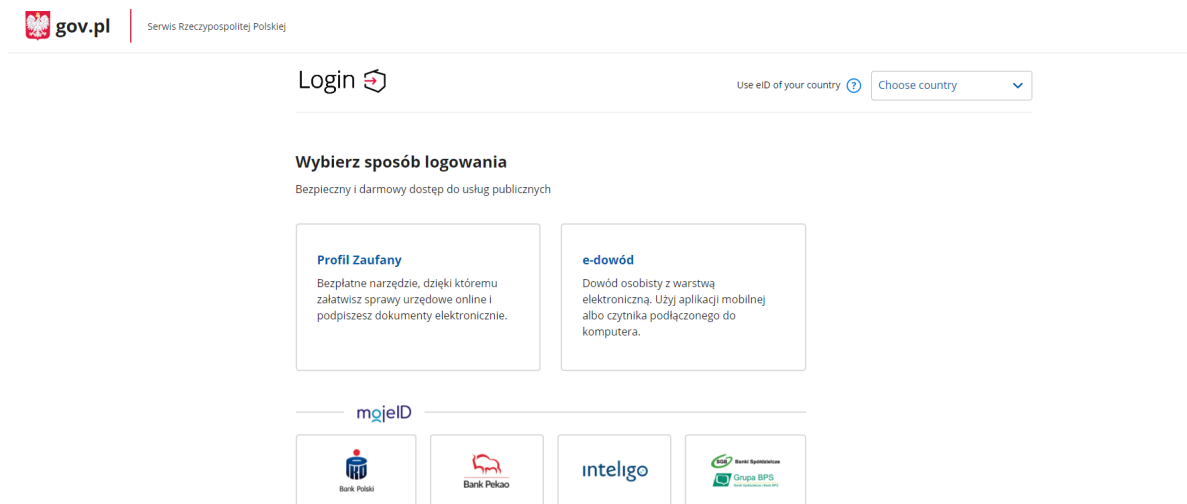 gov.pl
Serwis Rzeczypospolitej Polskiej
Login
Use eID of your country ?
Choose country
Wybierz sposób logowania
Bezpieczny i darmowy dostęp do usług publicznych
Profil Zaufany
Bezpłatne narzędzie, dzięki któremu
załatwisz sprawy urzędowe online i
podpiszesz dokumenty elektronicznie.
e-dowód
Dowód osobisty z warstwą
elektroniczną. Użyj aplikacji mobilnej
albo czytnika podłączonego do
komputera.
mojeID
Bank Polski
Bank Pekao
inteligo
SGB Banki Spółdzielcze
Grupa BPS